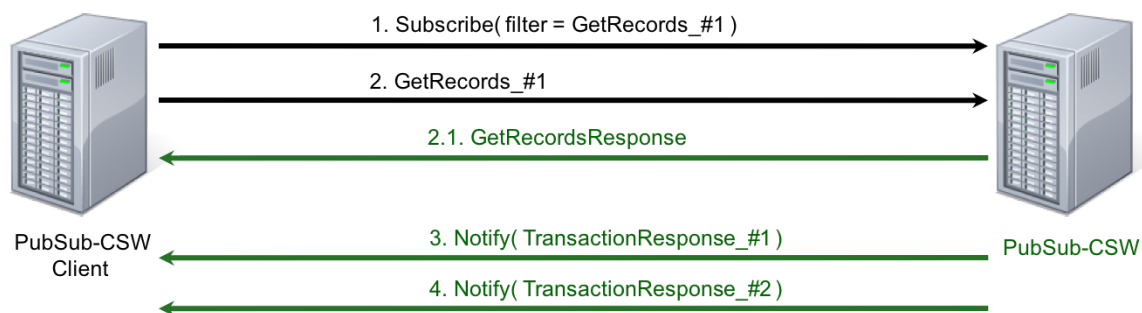 1. Subscribe( filter = GetRecords_#1 )
2. GetRecords_#1
2.1. GetRecordsResponse
PubSub-CSW
Client
3. Notify( TransactionResponse_#1 )
PubSub-CSW
4. Notify( TransactionResponse_#2 )